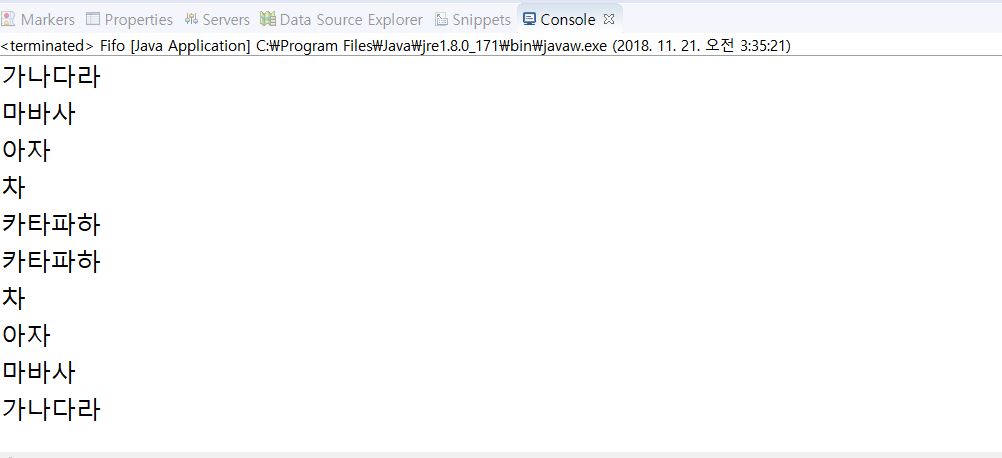 Markers Properties Servers Data Source Explorer Snippets Console
<terminated> Fifo [Java Application] C:₩Program Files₩Java₩jre1.8.0_171₩bin₩javaw.exe (2018. 11. 21. 오전 3:35:21)
가나다라
마바사
아자
차
카타파하
카타파하
차
아자
마바사
가나다라